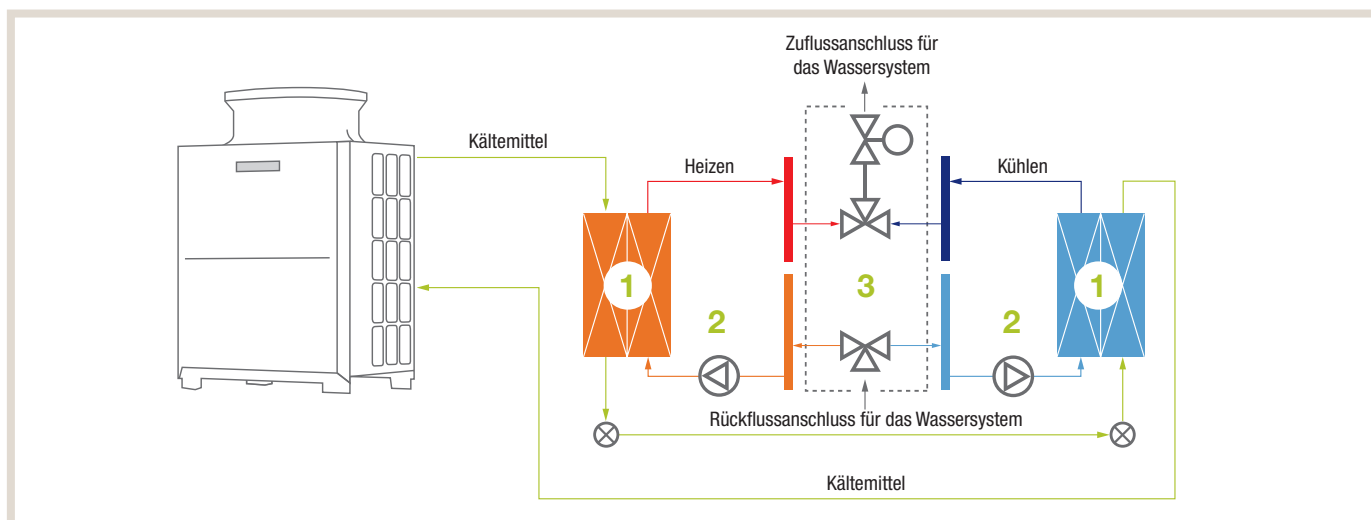 Zuflussanschluss für
das Wassersystem
Kältemittel
Heizen
Kühlen
1
2
3
2
1
Rückflussanschluss für das Wassersystem
Kältemittel